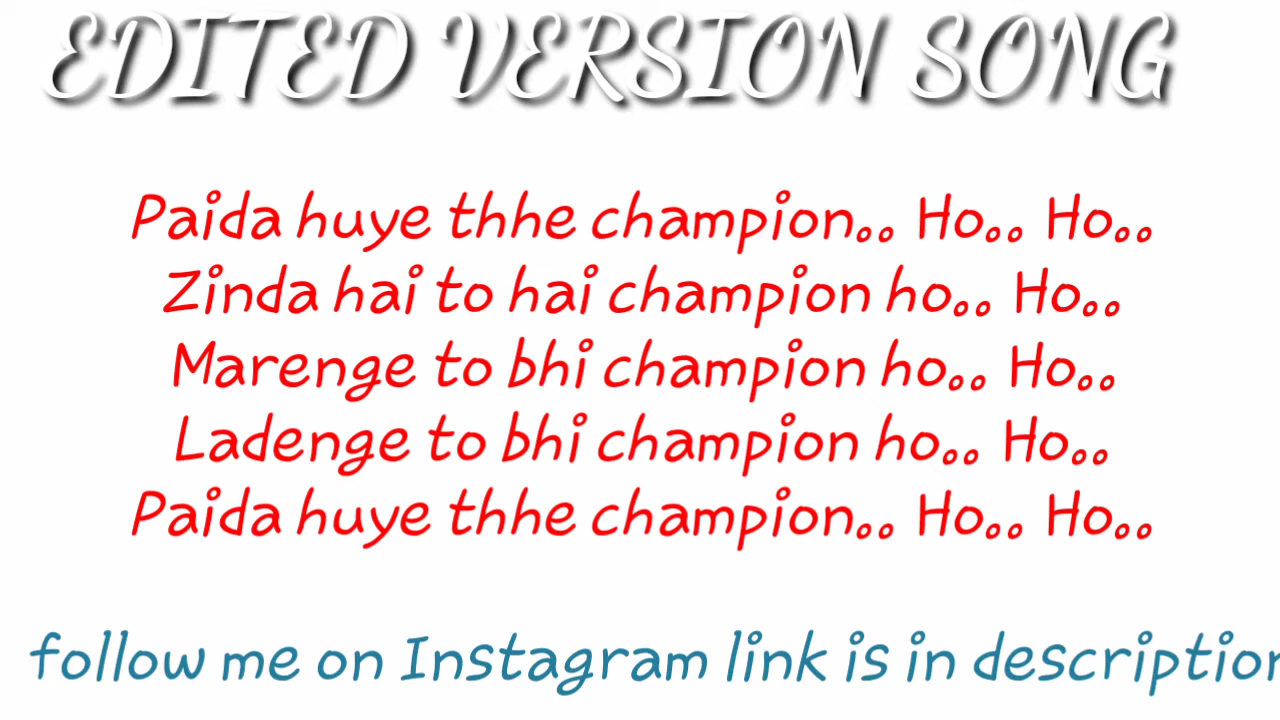 EDITED VERSION SONG
Paida huye thhe champion.. Ho.. Ho..
Zinda hai to hai champion ho.. Ho..
Marenge to bhi champion ho.. Ho..
Ladenge to bhi champion ho.. Ho..
Paida huye thhe champion.. Ho.. Ho..
follow me on Instagram link is in description